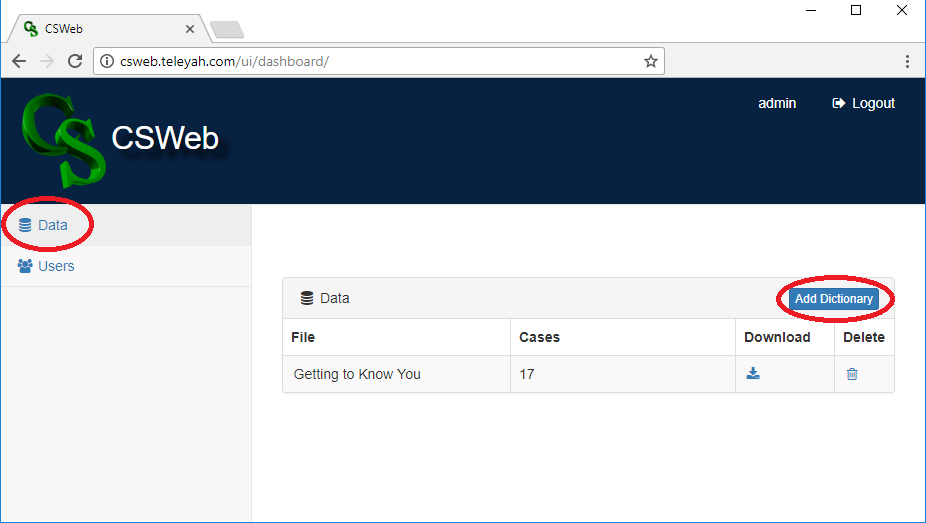 CSWeb
csweb.teleyah.com/ui/dashboard/
CS CSWeb
admin Logout
Data
Users
Data Add Dictionary
File Cases Download Delete
Getting to Know You 17